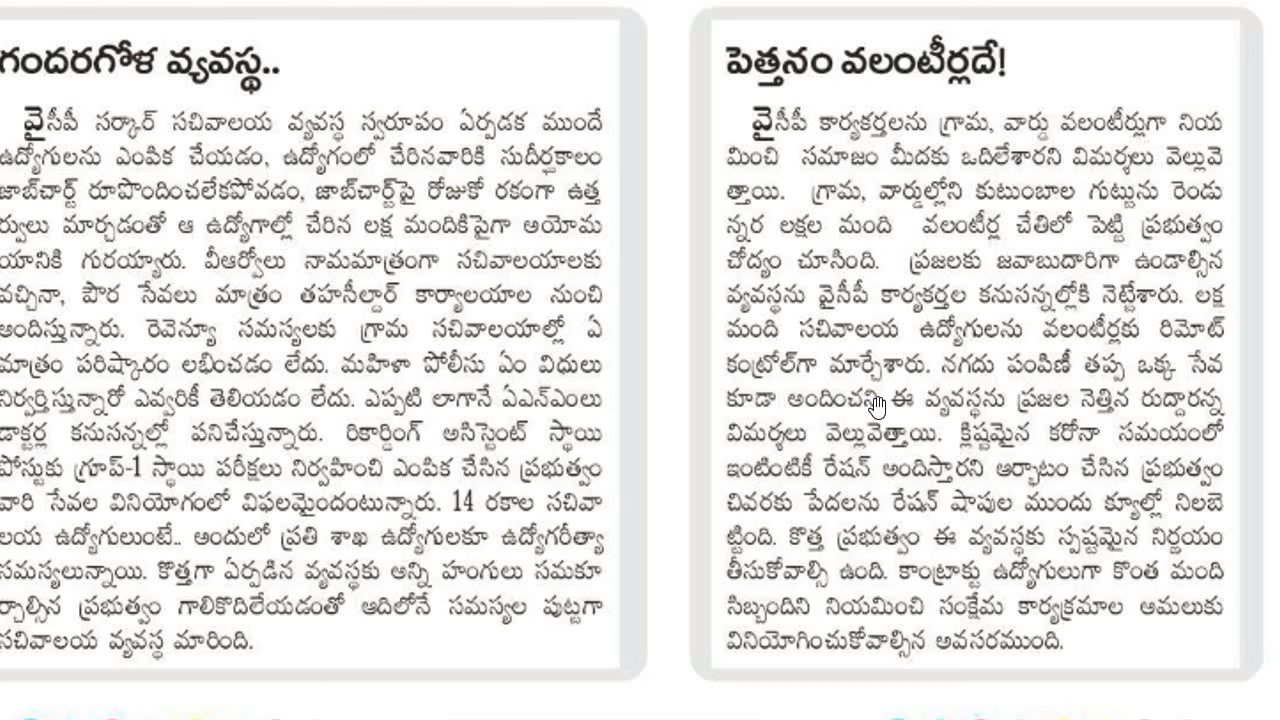 గందరగోళ వ్యవస్థ..
వైసీపీ సర్కార్ సచివాలయ వ్యవస్థ స్వరూపం ఏర్పడక ముందే
ఉద్యోగులను ఎంపిక చేయడం, ఉద్యోగంలో చేరినవారికి సుదీర్ఘకాలం
జాబ్‌చార్ట్ రూపొందించలేకపోవడం, జాబ్‌చార్ట్‌పై రోజుకో రకంగా ఉత్త
ర్వులు మార్చడంతో ఆ ఉద్యోగాల్లో చేరిన లక్ష మందికిపైగా అయోమ
యానికి గురయ్యారు. వీఆర్వోలు నామమాత్రంగా సచివాలయాలకు
వచ్చినా, పౌర సేవలు మాత్రం తహసీల్దార్ కార్యాలయాల నుంచి
అందిస్తున్నారు. రెవెన్యూ సమస్యలకు గ్రామ సచివాలయాల్లో ఏ
మాత్రం పరిష్కారం లభించడం లేదు. మహిళా పోలీసు ఏం విధులు
నిర్వర్తిస్తున్నారో ఎవ్వరికీ తెలియడం లేదు. ఎప్పటి లాగానే ఏఎన్‌ఎంలు
డాక్టర్ల కనుసన్నల్లో పనిచేస్తున్నారు. రికార్డింగ్ అసిస్టెంట్ స్థాయి
పోస్టుకు గ్రూప్-1 స్థాయి పరీక్షలు నిర్వహించి ఎంపిక చేసిన ప్రభుత్వం
వారి సేవల వినియోగంలో విఫలమైందంటున్నారు. 14 రకాల సచివా
లయ ఉద్యోగులుంటే.. అందులో ప్రతి శాఖ ఉద్యోగులకూ ఉద్యోగరీత్యా
సమస్యలున్నాయి. కొత్తగా ఏర్పడిన వ్యవస్థకు అన్ని హంగులు సమకూ
ర్చాల్సిన ప్రభుత్వం గాలికొదిలేయడంతో ఆదిలోనే సమస్యల పుట్టగా
సచివాలయ వ్యవస్థ మారింది.
పెత్తనం వలంటీర్లదే!
వైసీపీ కార్యకర్తలను గ్రామ, వార్డు వలంటీర్లుగా నియ
మించి సమాజం మీదకు ఒదిలేశారని విమర్శలు వెల్లువె
త్తాయి. గ్రామ, వార్డుల్లోని కుటుంబాల గుట్టును రెండు
న్నర లక్షల మంది వలంటీర్ల చేతిలో పెట్టి ప్రభుత్వం
చోద్యం చూసింది. ప్రజలకు జవాబుదారిగా ఉండాల్సిన
వ్యవస్థను వైసీపీ కార్యకర్తల కనుసన్నల్లోకి నెట్టేశారు. లక్ష
మంది సచివాలయ ఉద్యోగులను వలంటీర్లకు రిమోట్
కంట్రోల్‌గా మార్చేశారు. నగదు పంపిణీ తప్ప ఒక్క సేవ
కూడా అందించని ఈ వ్యవస్థను ప్రజల నెత్తిన రుద్దారన్న
విమర్శలు వెల్లువెత్తాయి. క్లిష్టమైన కరోనా సమయంలో
ఇంటింటికీ రేషన్ అందిస్తారని ఆర్భాటం చేసిన ప్రభుత్వం
చివరకు పేదలను రేషన్ షాపుల ముందు క్యూల్లో నిలబె
ట్టింది. కొత్త ప్రభుత్వం ఈ వ్యవస్థకు స్పష్టమైన నిర్ణయం
తీసుకోవాల్సి ఉంది. కాంట్రాక్టు ఉద్యోగులుగా కొంత మంది
సిబ్బందిని నియమించి సంక్షేమ కార్యక్రమాల అమలుకు
వినియోగించుకోవాల్సిన అవసరముంది.